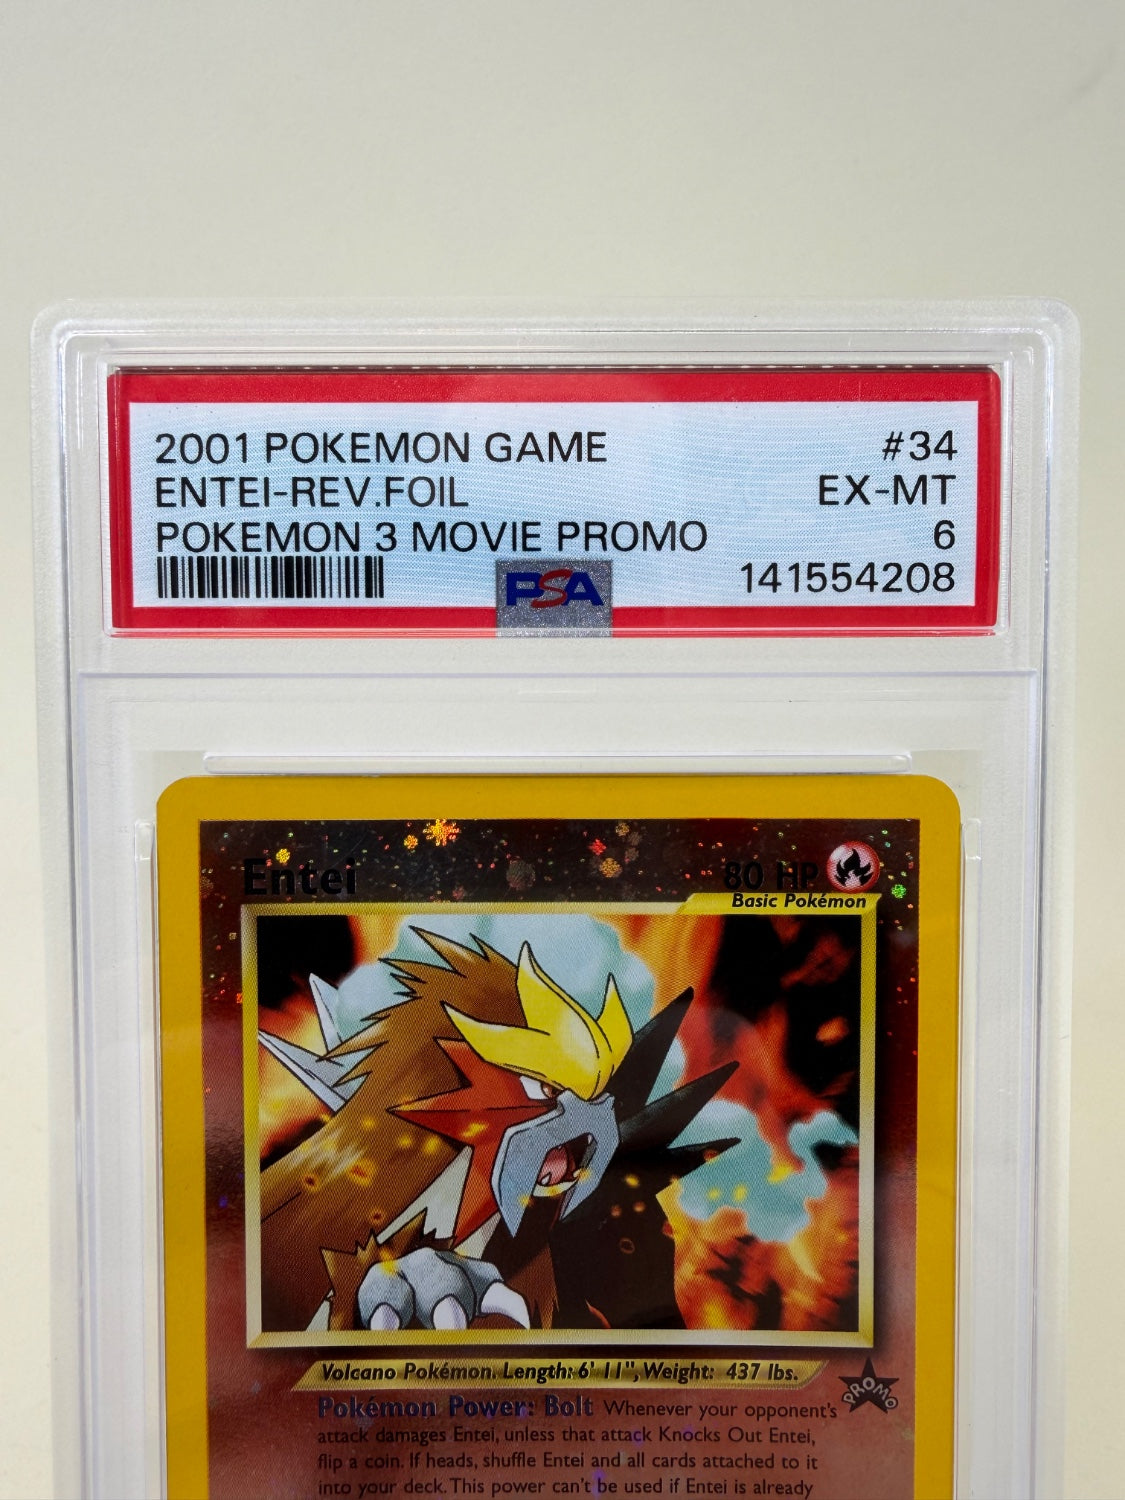 2001 POKEMON GAME #34
ENTEI-REV.FOIL EX-MT
POKEMON 3 MOVIE PROMO 6
PSA 141554208
Entei 80 HP
Basic Pokémon
Volcano Pokémon. Length: 6' 11", Weight: 437 lbs.
PROMO
Pokémon Power: Bolt Whenever your opponent's
attack damages Entei, unless that attack Knocks Out Entei,
flip a coin. If heads, shuffle Entei and all cards attached to it
into your deck. This power can't be used if Entei is already